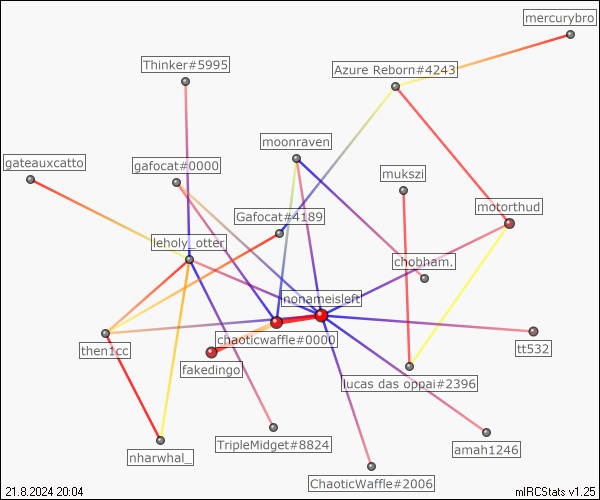 mercurybro
Thinker#5995
Azure Reborn#4243
moonraven
gateauxcatto
gafocat#0000
mukszi
motorthud
Gafocat#4189
leholy_otter
chobham.
nonameisleft
chaoticwaffle#0000
then1cc
tt532
fakedingo
lucas das oppai#2396
TripleMidget#8824
amah1246
nharwhal_
ChaoticWaffle#2006
21.8.2024 20:04
mIRCStats v1.25